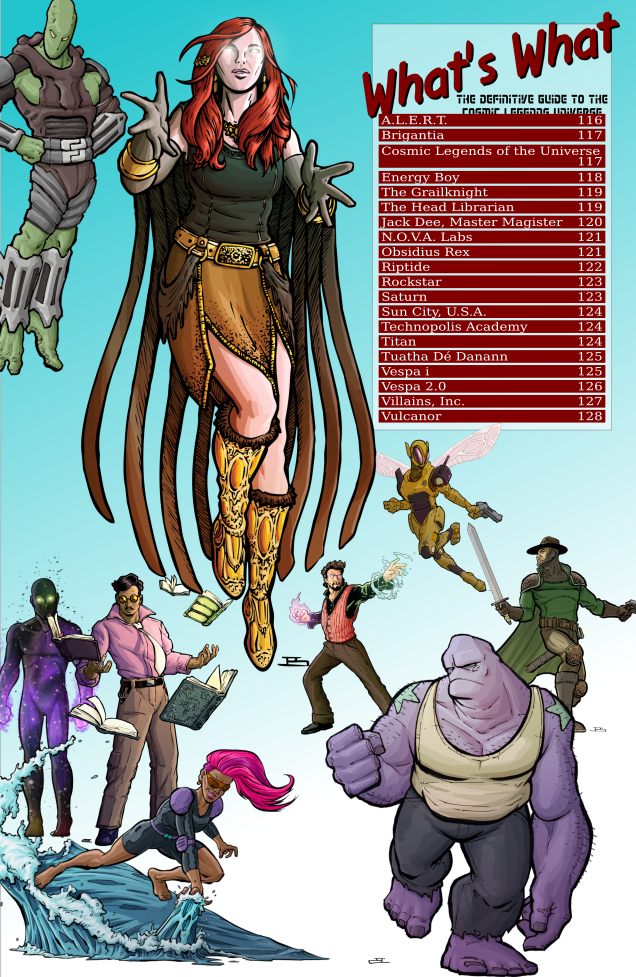 What's What
THE DEFINITIVE GUIDE TO THE
COSMIC LEGENDS UNIVERSE
A.L.E.R.T. 116
Brigantia 117
Cosmic Legends of the Universe
117
Energy Boy 118
The Grailknight 119
The Head Librarian 119
Jack Dee, Master Magister 120
N.O.V.A. Labs 121
Obsidius Rex 121
Riptide 122
Rockstar 123
Saturn 123
Sun City, U.S.A. 124
Technopolis Academy 124
Titan 124
Tuatha Dé Danann 125
Vespa i 125
Vespa 2.0 126
Villains, Inc. 127
Vulcanor 128